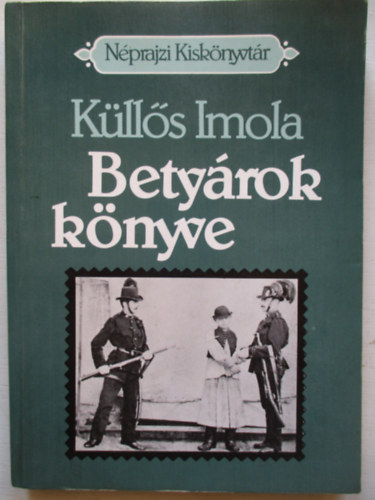 Néprajzi Kiskönyvtár
Küllős Imola
Betyárok
könyve